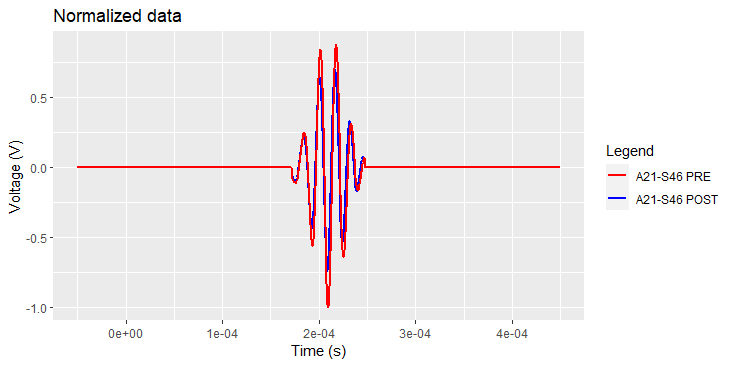 Normalized data
Voltage (V)
0.5
0.0
-0.5
-1.0
0e+00 1e-04 2e-04 3e-04 4e-04
Time (s)
Legend
A21-S46 PRE
A21-S46 POST